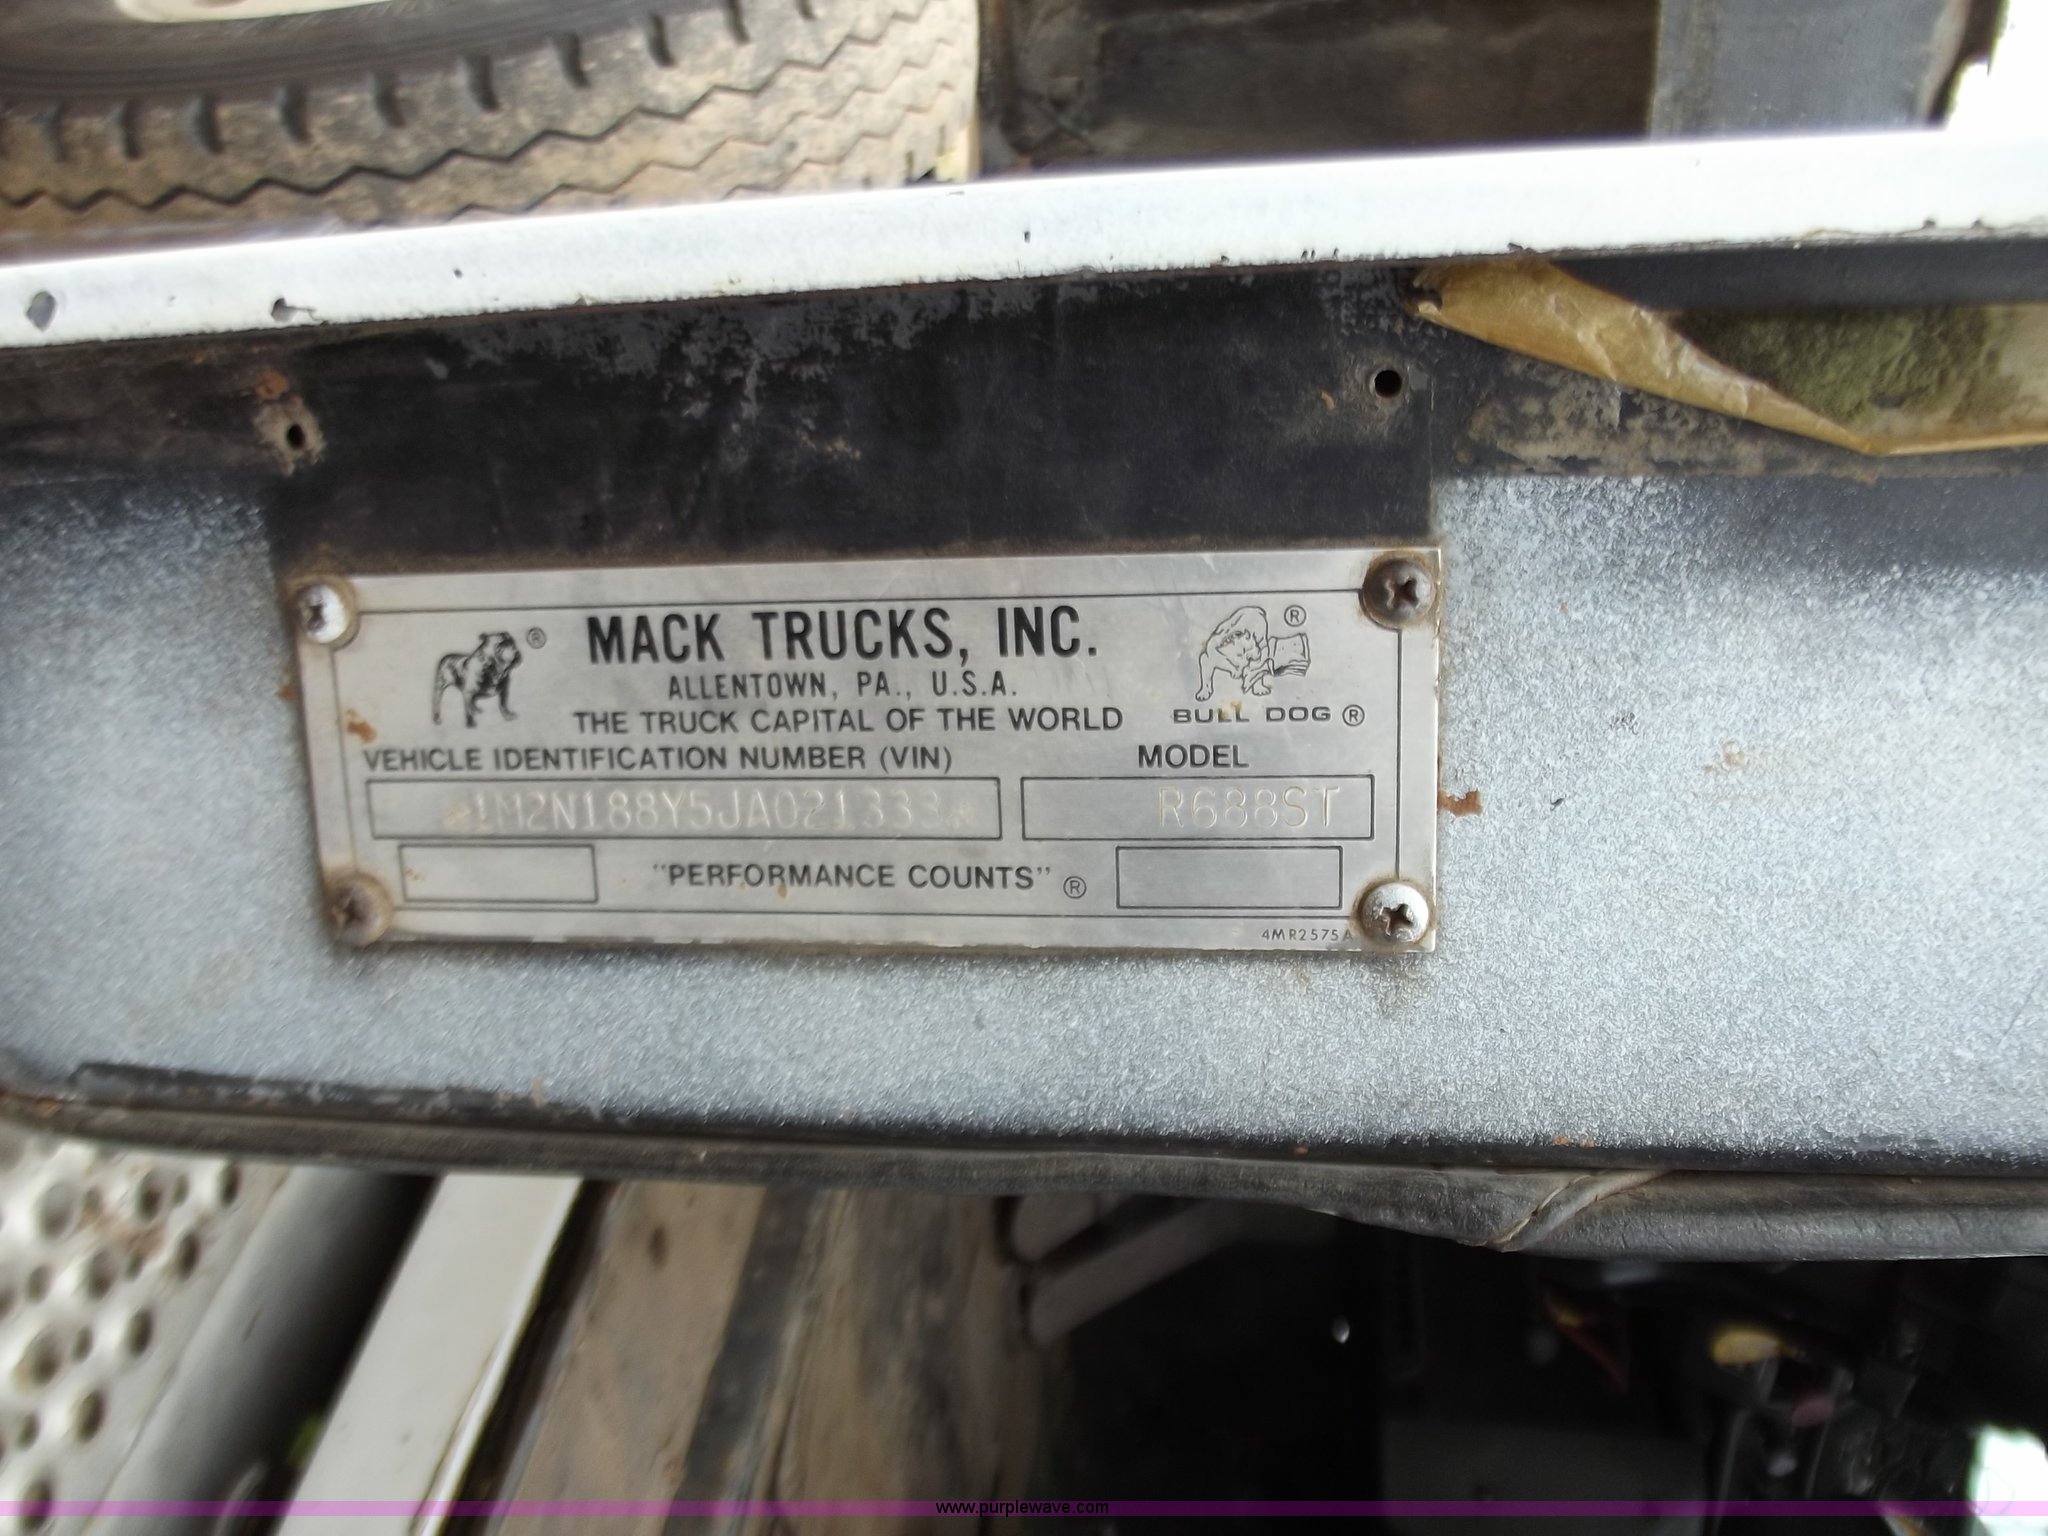 MACK TRUCKS, INC.
ALLENTOWN, PA., U.S.A.
THE TRUCK CAPITAL OF THE WORLD
BULL DOG ®
VEHICLE IDENTIFICATION NUMBER (VIN)
MODEL
*1M2N188Y5JA021333*
R688ST
"PERFORMANCE COUNTS" ®
4MR2575A
www.purplewave.com